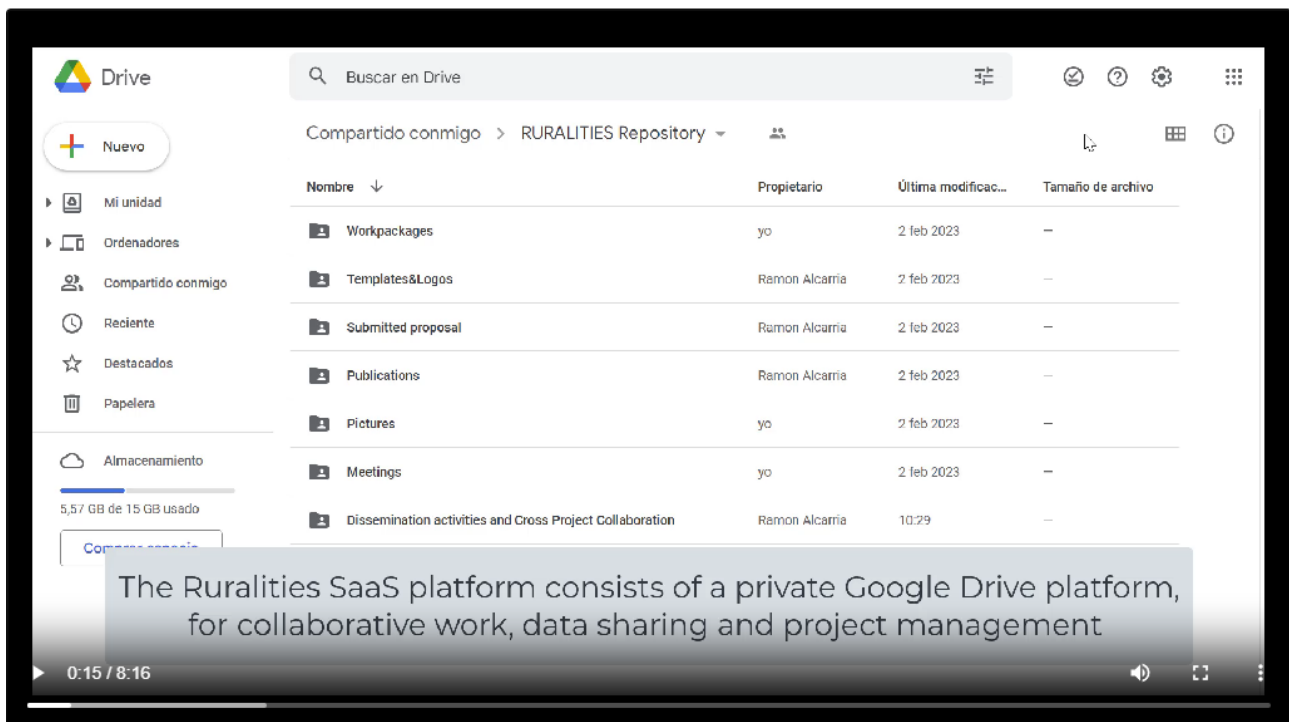 Drive
Buscar en Drive
Nuevo
Compartido conmigo > RURALITIES Repository
Nombre Propietario Última modificac... Tamaño de archivo
Mi unidad
Ordenadores
Compartido conmigo
Reciente
Destacados
Papelera
Almacenamiento
5,57 GB de 15 GB usado
Workpackages yo 2 feb 2023 —
Templates&Logos Ramon Alcarria 2 feb 2023 —
Submitted proposal Ramon Alcarria 2 feb 2023 —
Publications Ramon Alcarria 2 feb 2023 —
Pictures yo 2 feb 2023 —
Meetings yo 2 feb 2023 —
Dissemination activities and Cross Project Collaboration Ramon Alcarria 10:29 —
The Ruralities SaaS platform consists of a private Google Drive platform,
for collaborative work, data sharing and project management
0:15 / 8:16